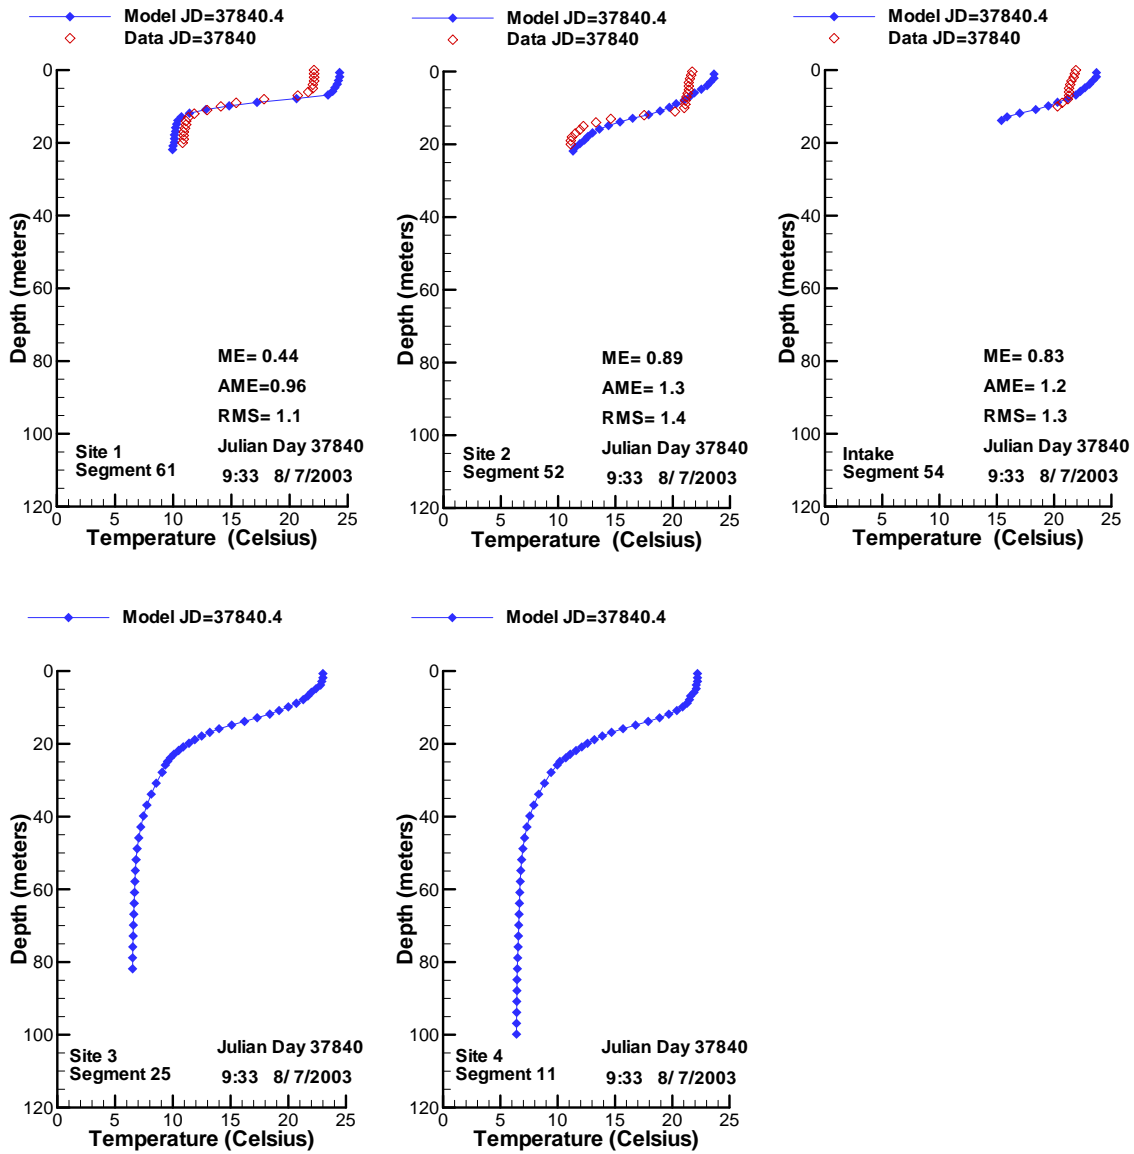 Model JD=37840.4
Data JD=37840
0
20
40
60
80
100
120
Depth (meters)
ME= 0.44
AME=0.96
RMS= 1.1
Site 1
Segment 61
Julian Day 37840
9:33 8/ 7/2003
0 5 10 15 20 25
Temperature (Celsius)
Model JD=37840.4
Data JD=37840
0
20
40
60
80
100
120
Depth (meters)
ME= 0.89
AME= 1.3
RMS= 1.4
Site 2
Segment 52
Julian Day 37840
9:33 8/ 7/2003
0 5 10 15 20 25
Temperature (Celsius)
Model JD=37840.4
Data JD=37840
0
20
40
60
80
100
120
Depth (meters)
ME= 0.83
AME= 1.2
RMS= 1.3
Intake
Segment 54
Julian Day 37840
9:33 8/ 7/2003
0 5 10 15 20 25
Temperature (Celsius)
Model JD=37840.4
0
20
40
60
80
100
120
Depth (meters)
Site 3
Segment 25
Julian Day 37840
9:33 8/ 7/2003
0 5 10 15 20 25
Temperature (Celsius)
Model JD=37840.4
0
20
40
60
80
100
120
Depth (meters)
Site 4
Segment 11
Julian Day 37840
9:33 8/ 7/2003
0 5 10 15 20 25
Temperature (Celsius)